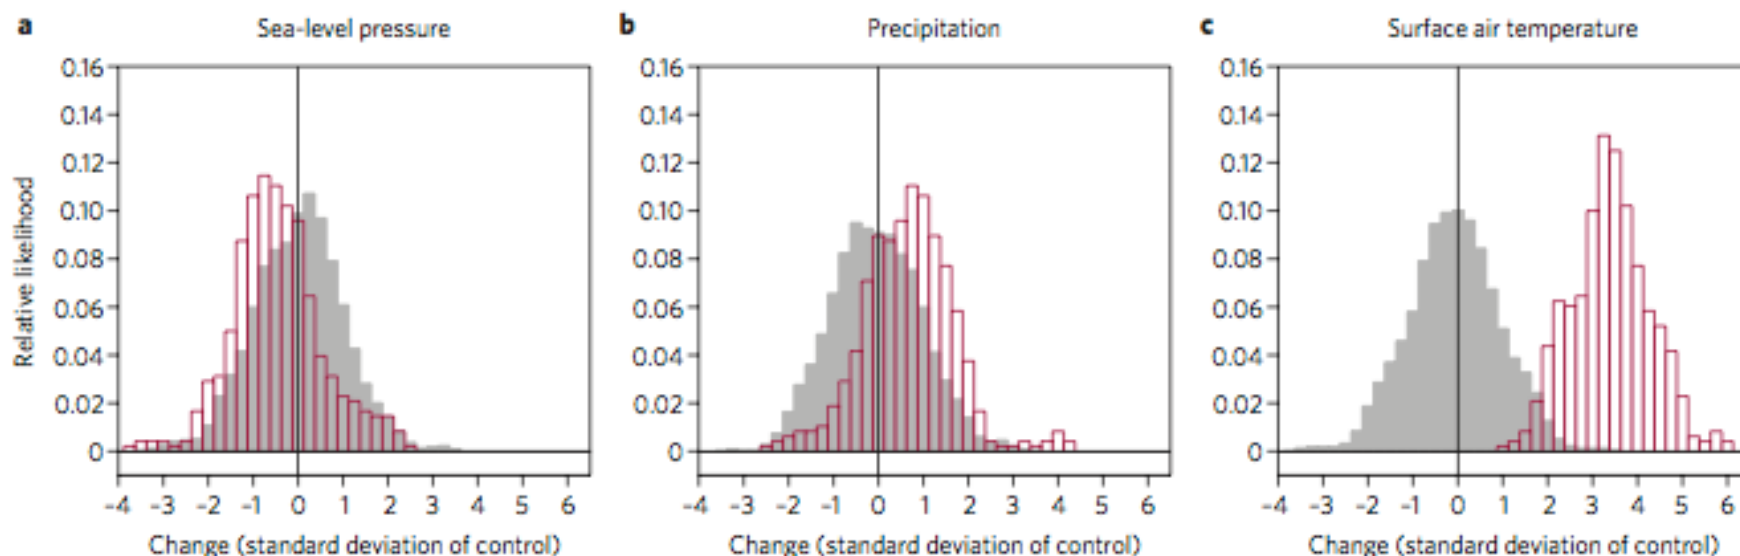 a Sea-level pressure
b Precipitation
c Surface air temperature
Relative likelihood
0.16
0.14
0.12
0.10
0.08
0.06
0.04
0.02
0
-4 -3 -2 -1 0 1 2 3 4 5 6
Change (standard deviation of control)
0.16
0.14
0.12
0.10
0.08
0.06
0.04
0.02
0
-4 -3 -2 -1 0 1 2 3 4 5 6
Change (standard deviation of control)
0.16
0.14
0.12
0.10
0.08
0.06
0.04
0.02
0
-4 -3 -2 -1 0 1 2 3 4 5 6
Change (standard deviation of control)